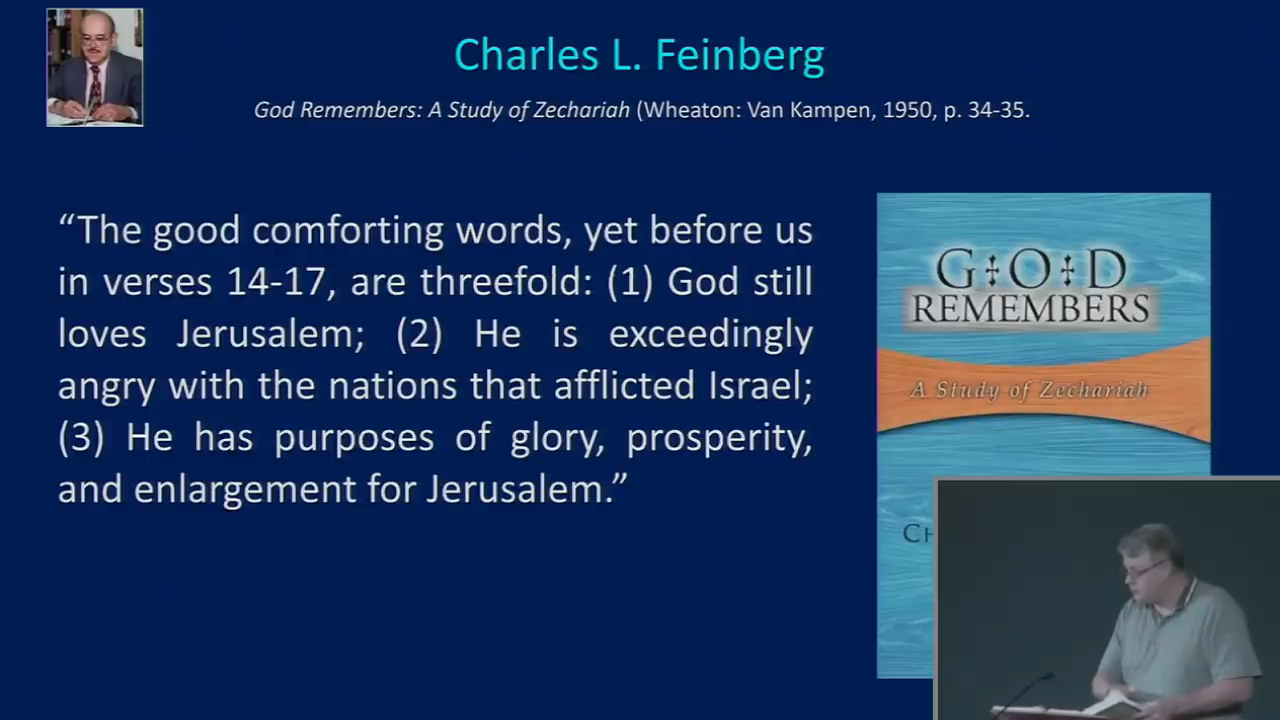 Charles L. Feinberg
God Remembers: A Study of Zechariah (Wheaton: Van Kampen, 1950, p. 34-35.
“The good comforting words, yet before us
in verses 14-17, are threefold: (1) God still
loves Jerusalem; (2) He is exceedingly
angry with the nations that afflicted Israel;
(3) He has purposes of glory, prosperity,
and enlargement for Jerusalem.”
G‡O‡D
REMEMBERS
A Study of Zechariah